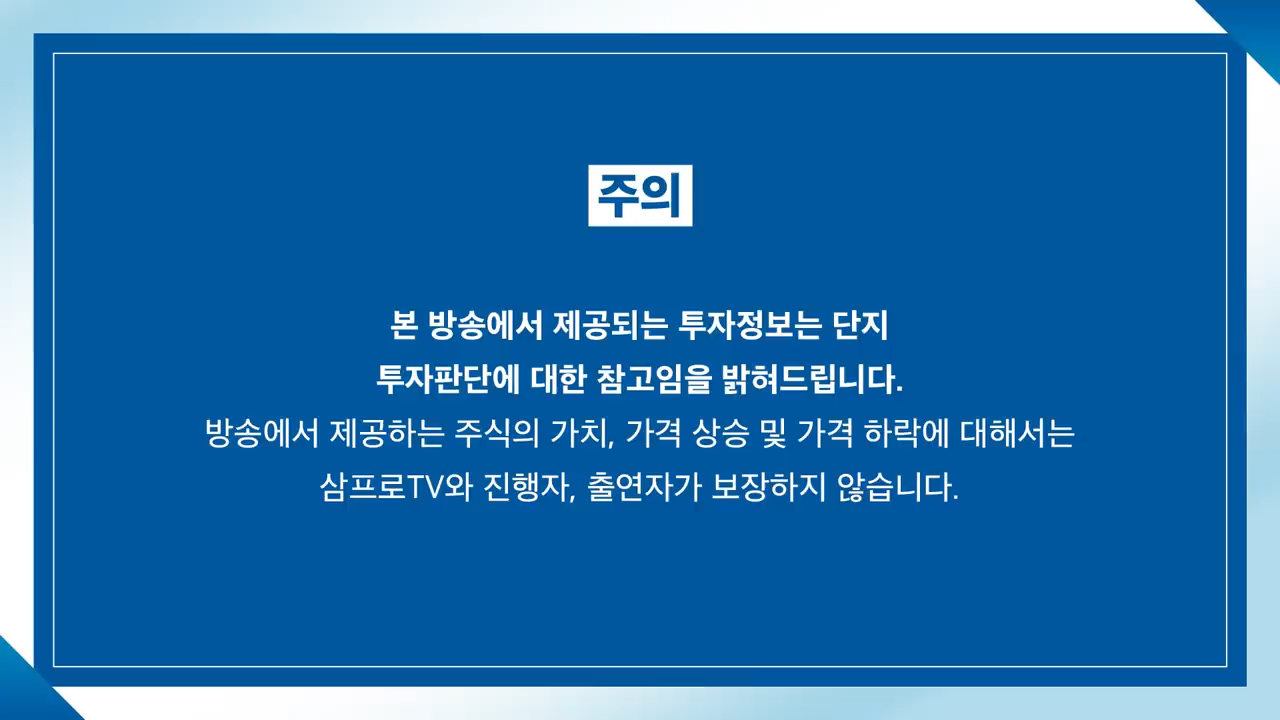 주의
본 방송에서 제공되는 투자정보는 단지
투자판단에 대한 참고임을 밝혀드립니다.
방송에서 제공하는 주식의 가치, 가격 상승 및 가격 하락에 대해서는
삼프로TV와 진행자, 출연자가 보장하지 않습니다.